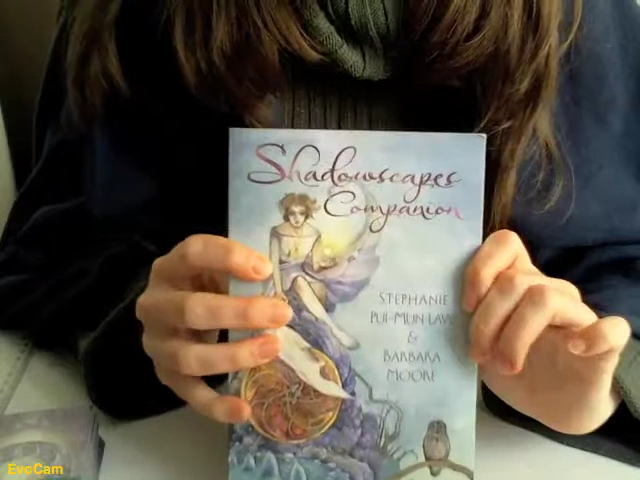 Shadowscapes
Companion
STEPHANIE
PUI-MUN LAW
&
BARBARA
MOORE
EvoCam